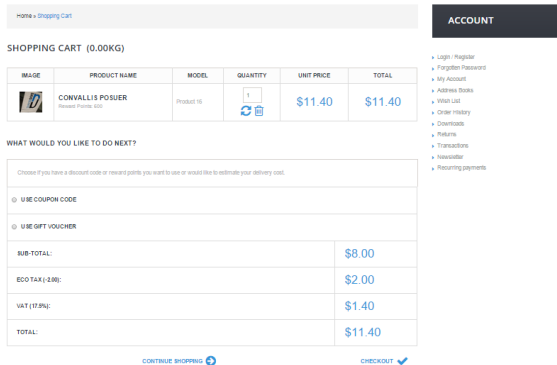 Home » Shopping Cart
SHOPPING CART (0.00KG)
IMAGE PRODUCT NAME MODEL QUANTITY UNIT PRICE TOTAL
CONVALLIS POSUER Product 16 1 $11.40 $11.40
Reward Points: 600
WHAT WOULD YOU LIKE TO DO NEXT?
Choose if you have a discount code or reward points you want to use or would like to estimate your delivery cost.
USE COUPON CODE
USE GIFT VOUCHER
SUB-TOTAL: $8.00
ECO TAX (-2.00): $2.00
VAT (17.5%): $1.40
TOTAL: $11.40
CONTINUE SHOPPING CHECKOUT
ACCOUNT
Login / Register
Forgotten Password
My Account
Address Books
Wish List
Order History
Downloads
Returns
Transactions
Newsletter
Recurring payments